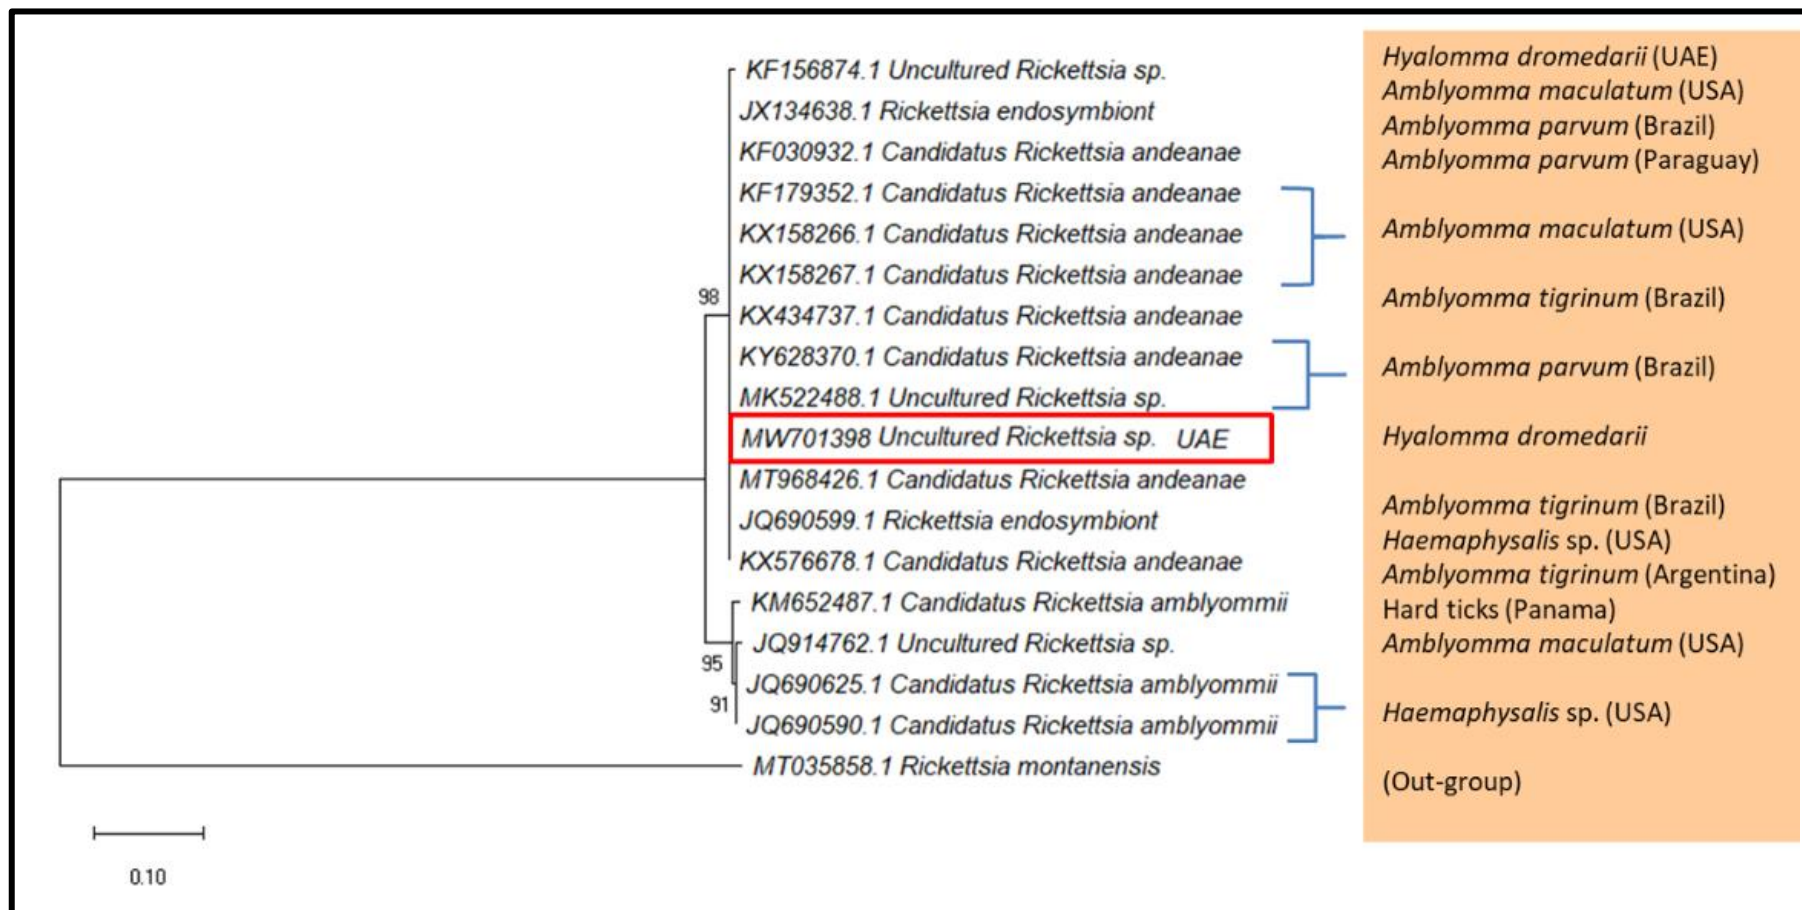 KF156874.1 Uncultured Rickettsia sp.
JX134638.1 Rickettsia endosymbiont
KF030932.1 Candidatus Rickettsia andeanae
KF179352.1 Candidatus Rickettsia andeanae
KX158266.1 Candidatus Rickettsia andeanae
KX158267.1 Candidatus Rickettsia andeanae
98
KX434737.1 Candidatus Rickettsia andeanae
KY628370.1 Candidatus Rickettsia andeanae
MK522488.1 Uncultured Rickettsia sp.
MW701398 Uncultured Rickettsia sp. UAE
MT968426.1 Candidatus Rickettsia andeanae
JQ690599.1 Rickettsia endosymbiont
KX576678.1 Candidatus Rickettsia andeanae
KM652487.1 Candidatus Rickettsia amblyommii
JQ914762.1 Uncultured Rickettsia sp.
95
JQ690625.1 Candidatus Rickettsia amblyommii
91
JQ690590.1 Candidatus Rickettsia amblyommii
MT035858.1 Rickettsia montanensis
0.10
Hyalomma dromedarii (UAE)
Amblyomma maculatum (USA)
Amblyomma parvum (Brazil)
Amblyomma parvum (Paraguay)
Amblyomma maculatum (USA)
Amblyomma tigrinum (Brazil)
Amblyomma parvum (Brazil)
Hyalomma dromedarii
Amblyomma tigrinum (Brazil)
Haemaphysalis sp. (USA)
Amblyomma tigrinum (Argentina)
Hard ticks (Panama)
Amblyomma maculatum (USA)
Haemaphysalis sp. (USA)
(Out-group)